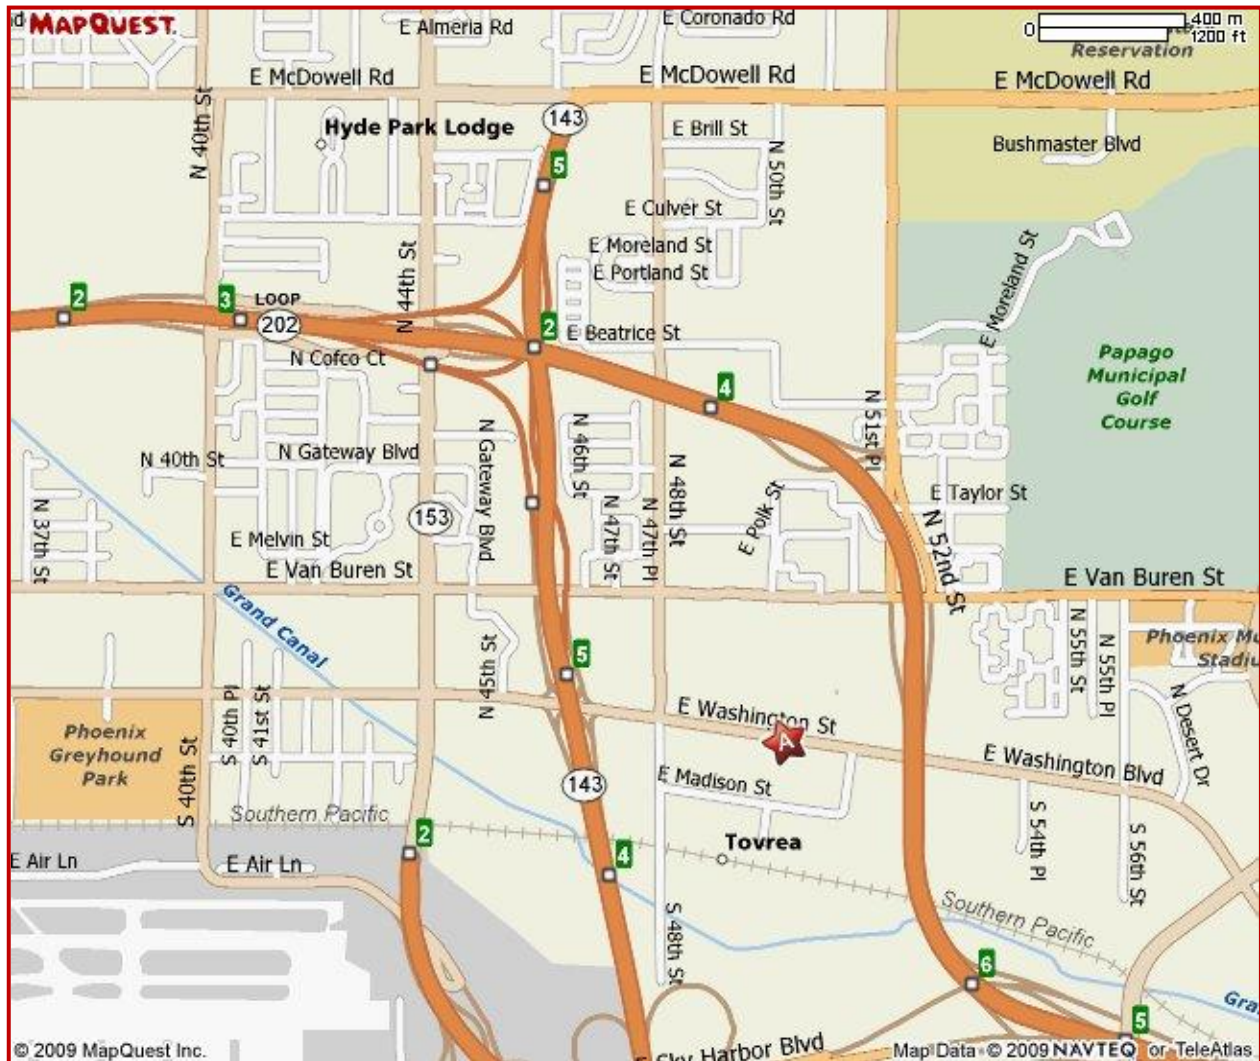 MAPQUEST.
E Almeria Rd
E Coronado Rd
0
400 m
1200 ft
Reservation
E McDowell Rd
E McDowell Rd
E McDowell Rd
N 40th St
Hyde Park Lodge
143
5
E Brill St
N 50th St
Bushmaster Blvd
E Culver St
E Moreland St
E Portland St
E Moreland St
N 44th St
2
3
LOOP
202
2
E Beatrice St
N Cofco Ct
4
Papago
Municipal
Golf
Course
N 51st Pl
N 40th St
N Gateway Blvd
N Gateway Blvd
N 46th St
N 48th St
N 37th St
153
N 47th St
N 47th Pl
E Polk St
E Taylor St
N 52nd St
E Melvin St
E Van Buren St
E Van Buren St
Grand Canal
N 45th St
5
N 55th St
N 55th Pl
Phoenix
N Desert Dr
S 40th Pl
S 41st St
Phoenix
Greyhound
Park
S 40th St
E Washington St
A
E Washington Blvd
E Madison St
143
Southern Pacific
2
Tovrea
S 54th Pl
S 56th St
E Air Ln
E Air Ln
4
S 48th St
Southern Pacific
6
5
© 2009 MapQuest Inc.
E Sky Harbor Blvd
Map Data © 2009 NAVTEQ or TeleAtlas